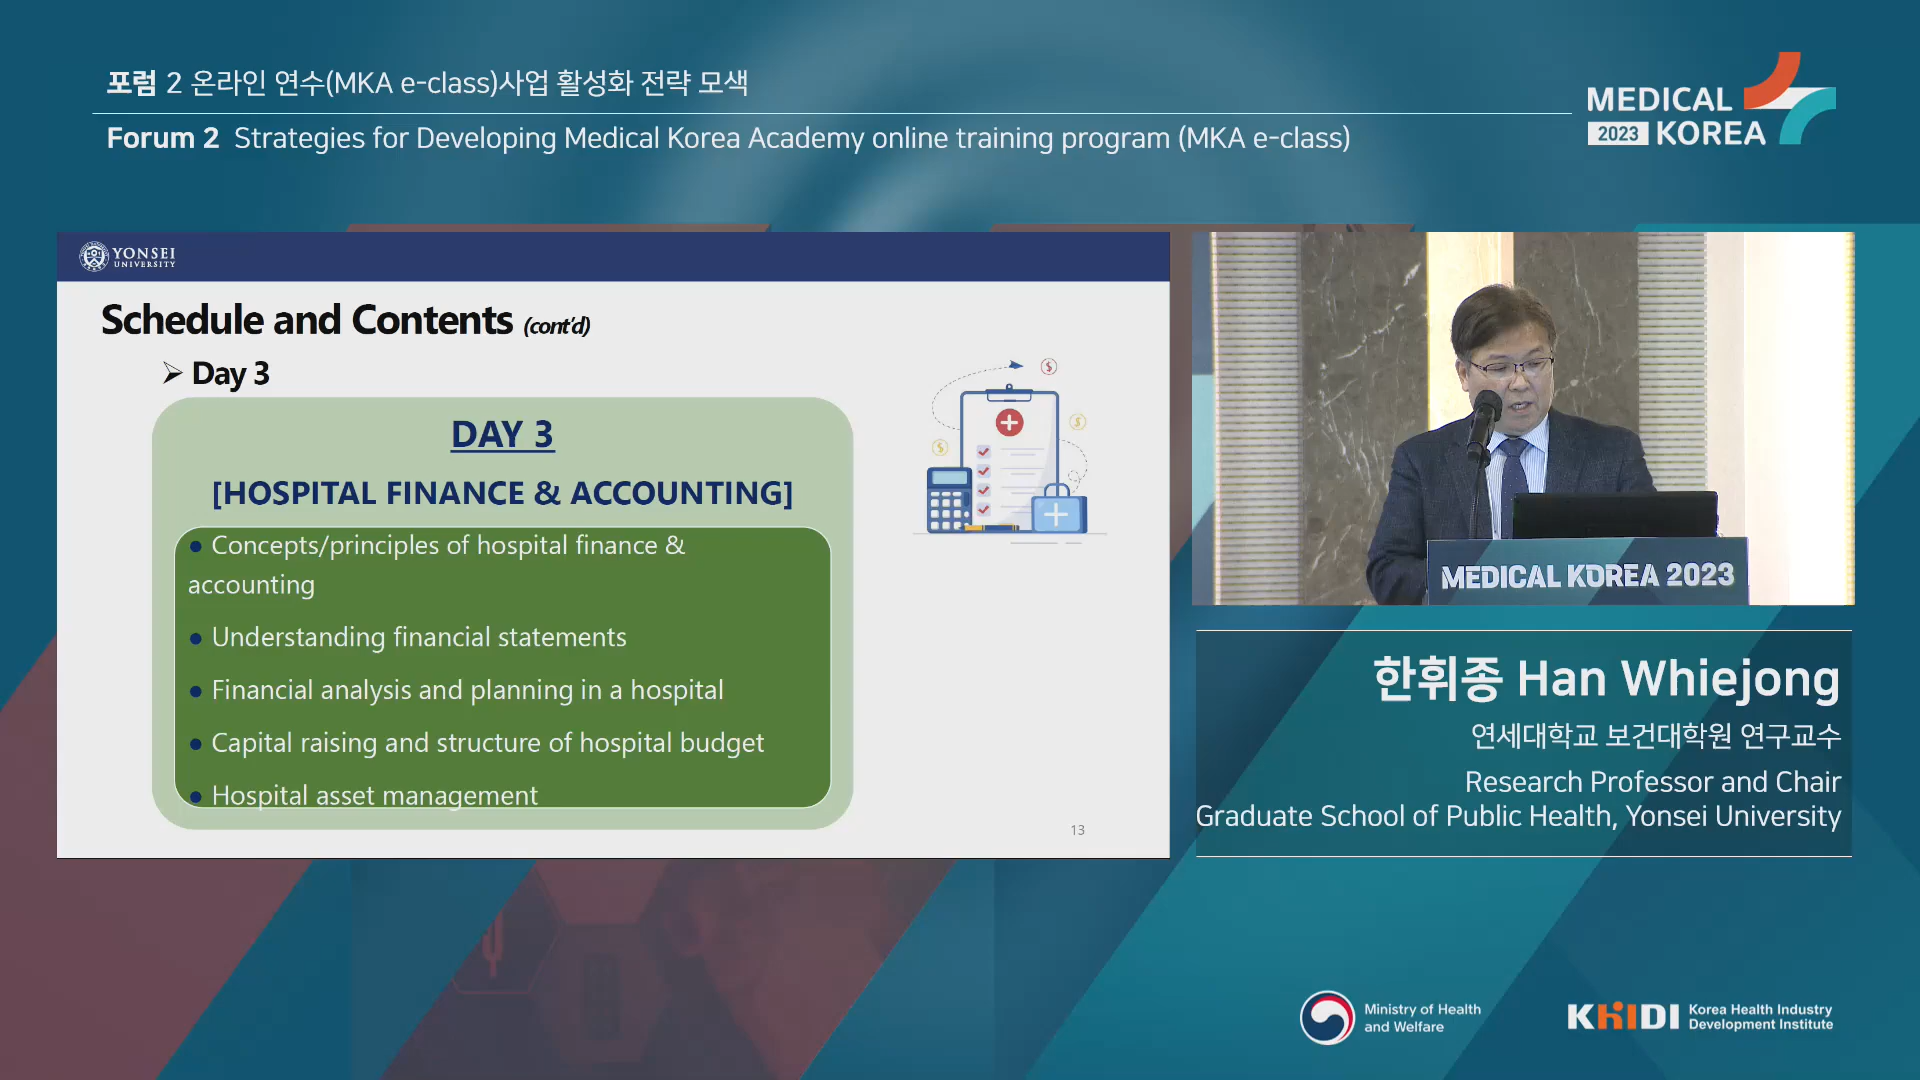 포럼 2 온라인 연수(MKA e-class)사업 활성화 전략 모색
Forum 2 Strategies for Developing Medical Korea Academy online training program (MKA e-class)
MEDICAL
2023 KOREA
YONSEI
UNIVERSITY
Schedule and Contents (cont'd)
➢ Day 3
DAY 3
[HOSPITAL FINANCE & ACCOUNTING]
● Concepts/principles of hospital finance &
accounting
● Understanding financial statements
● Financial analysis and planning in a hospital
● Capital raising and structure of hospital budget
● Hospital asset management
13
MEDICAL KOREA 2023
한휘종 Han Whiejong
연세대학교 보건대학원 연구교수
Research Professor and Chair
Graduate School of Public Health, Yonsei University
Ministry of Health
and Welfare
KHIDI
Korea Health Industry
Development Institute